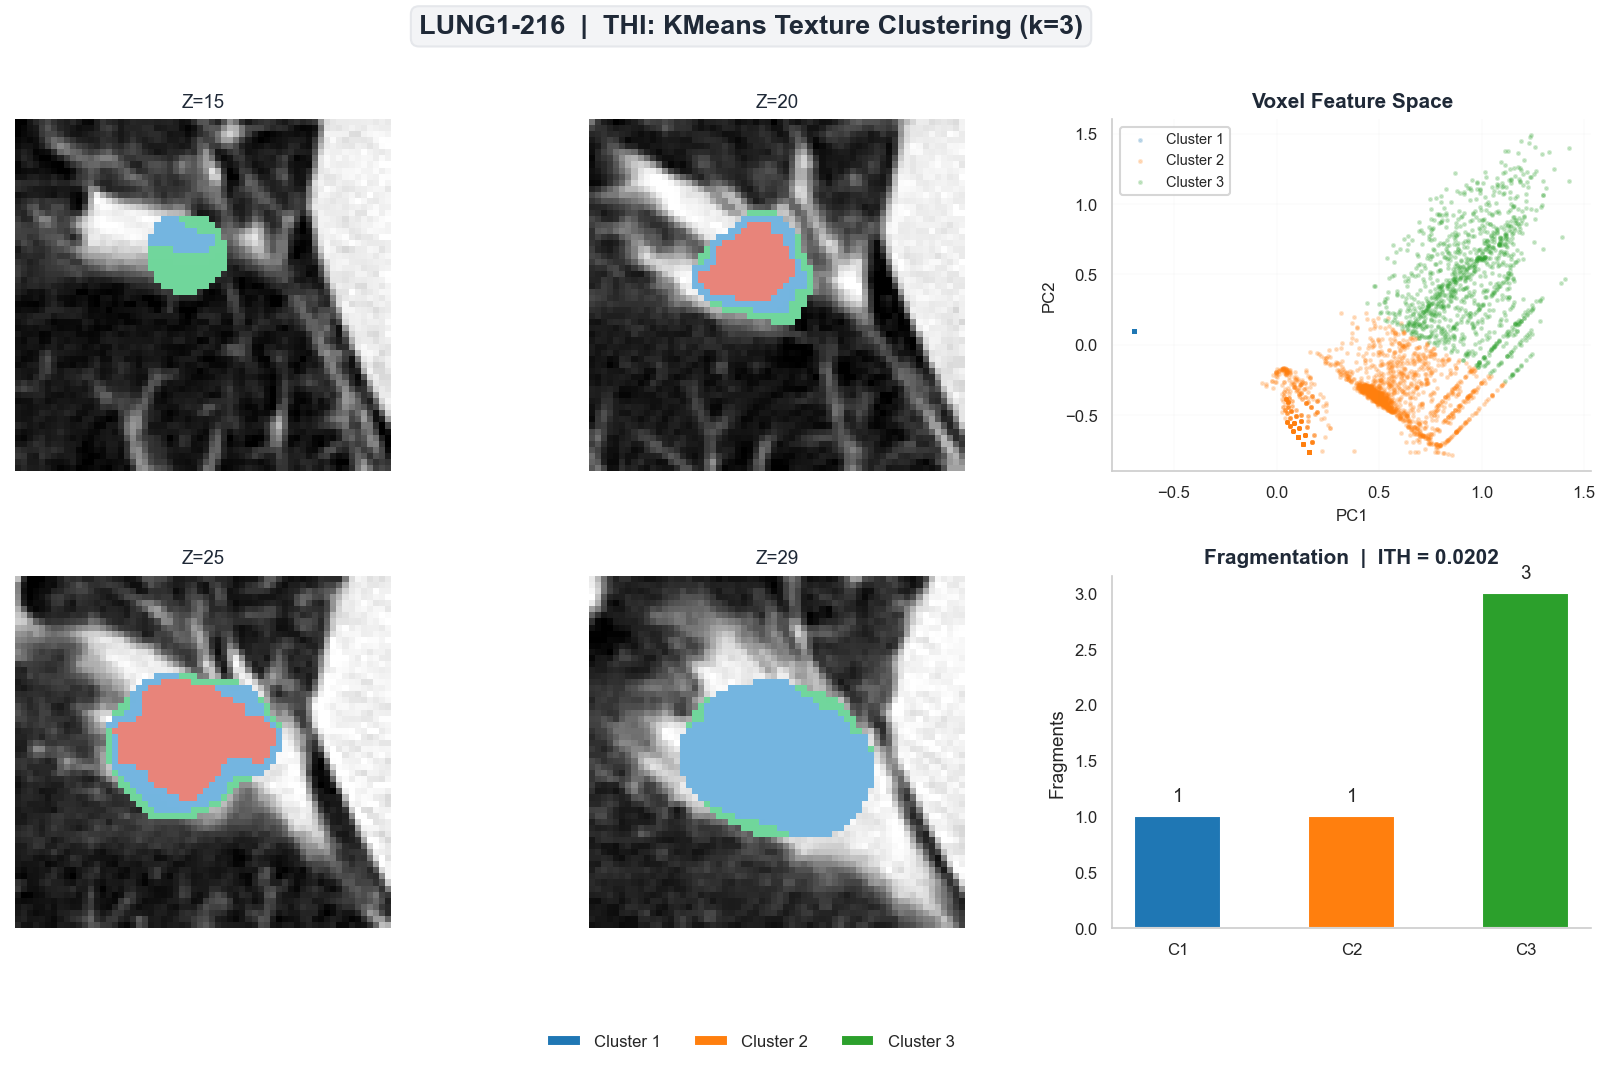 LUNG1-216 | THI: KMeans Texture Clustering (k=3)
Z=15
Z=20
Voxel Feature Space
Cluster 1
Cluster 2
Cluster 3
1.5
1.0
0.5
0.0
−0.5
PC2
−0.5
0.0
0.5
1.0
1.5
PC1
Z=25
Z=29
Fragmentation | ITH = 0.0202
3
1
1
3.0
2.5
2.0
1.5
1.0
0.5
0.0
Fragments
C1
C2
C3
Cluster 1
Cluster 2
Cluster 3